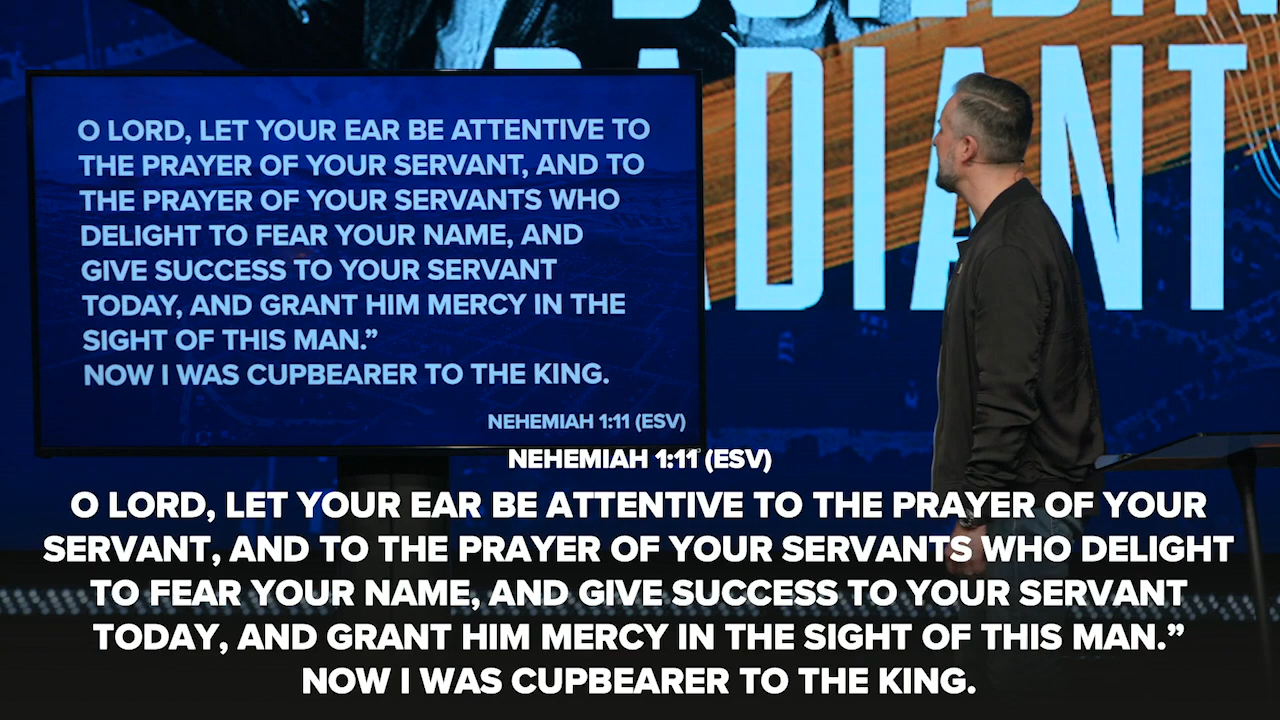 RADIANT
O LORD, LET YOUR EAR BE ATTENTIVE TO
THE PRAYER OF YOUR SERVANT, AND TO
THE PRAYER OF YOUR SERVANTS WHO
DELIGHT TO FEAR YOUR NAME, AND
GIVE SUCCESS TO YOUR SERVANT
TODAY, AND GRANT HIM MERCY IN THE
SIGHT OF THIS MAN.”
NOW I WAS CUPBEARER TO THE KING.
NEHEMIAH 1:11 (ESV)
NEHEMIAH 1:11 (ESV)
O LORD, LET YOUR EAR BE ATTENTIVE TO THE PRAYER OF YOUR
SERVANT, AND TO THE PRAYER OF YOUR SERVANTS WHO DELIGHT
TO FEAR YOUR NAME, AND GIVE SUCCESS TO YOUR SERVANT
TODAY, AND GRANT HIM MERCY IN THE SIGHT OF THIS MAN.”
NOW I WAS CUPBEARER TO THE KING.